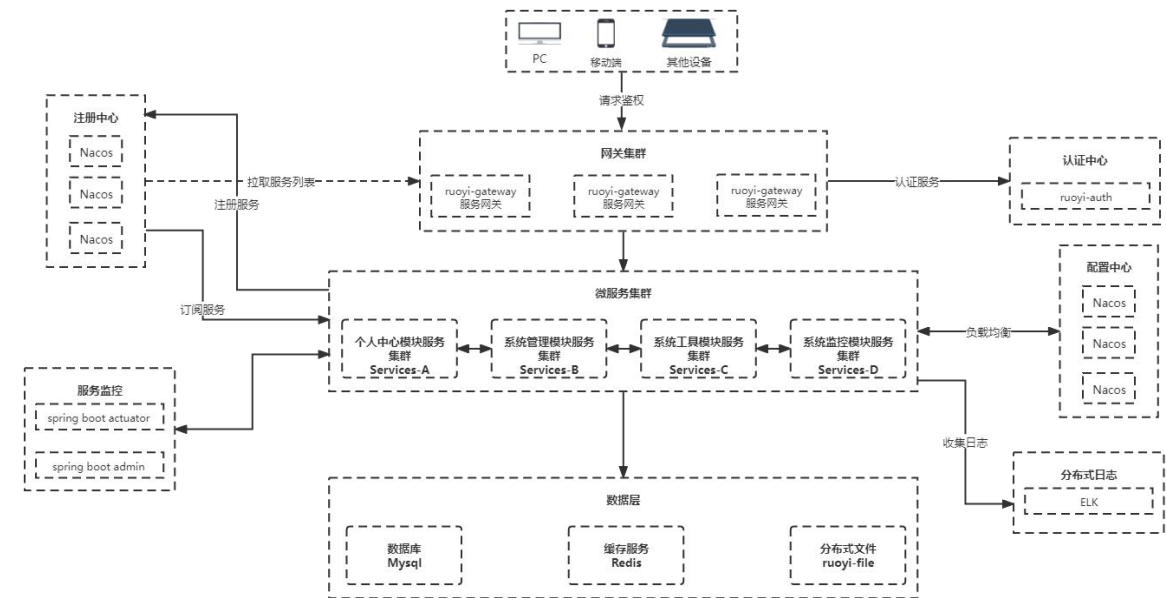 PC
移动端
其他设备
请求鉴权
注册中心
Nacos
Nacos
Nacos
拉取服务列表
注册服务
订阅服务
网关集群
ruoyi-gateway
服务网关
ruoyi-gateway
服务网关
ruoyi-gateway
服务网关
认证服务
认证中心
ruoyi-auth
微服务集群
个人中心模块服务
集群
Services-A
系统管理模块服务
集群
Services-B
系统工具模块服务
集群
Services-C
系统监控模块服务
集群
Services-D
负载均衡
配置中心
Nacos
Nacos
Nacos
服务监控
spring boot actuator
spring boot admin
收集日志
分布式日志
ELK
数据层
数据库
Mysql
缓存服务
Redis
分布式文件
ruoyi-file